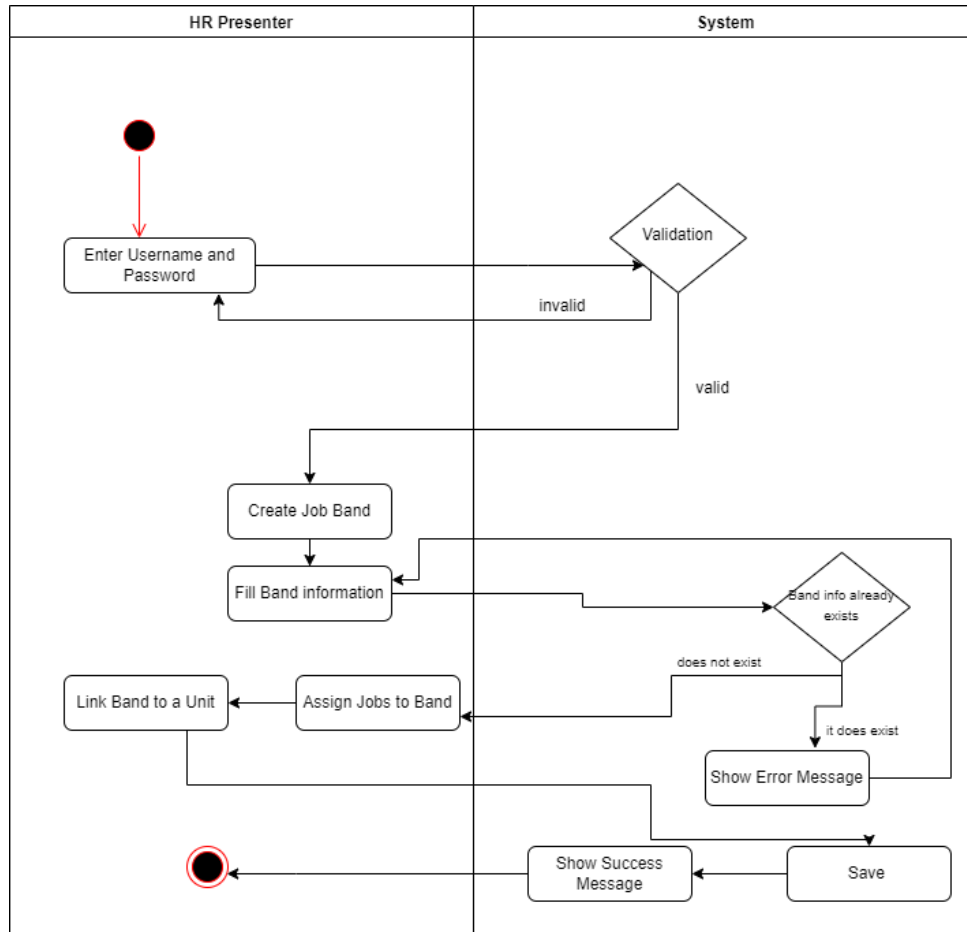 HR Presenter
System
Validation
Enter Username and
Password
invalid
valid
Create Job Band
Fill Band information
Band info already
exists
does not exist
Link Band to a Unit
Assign Jobs to Band
it does exist
Show Error Message
Show Success
Message
Save